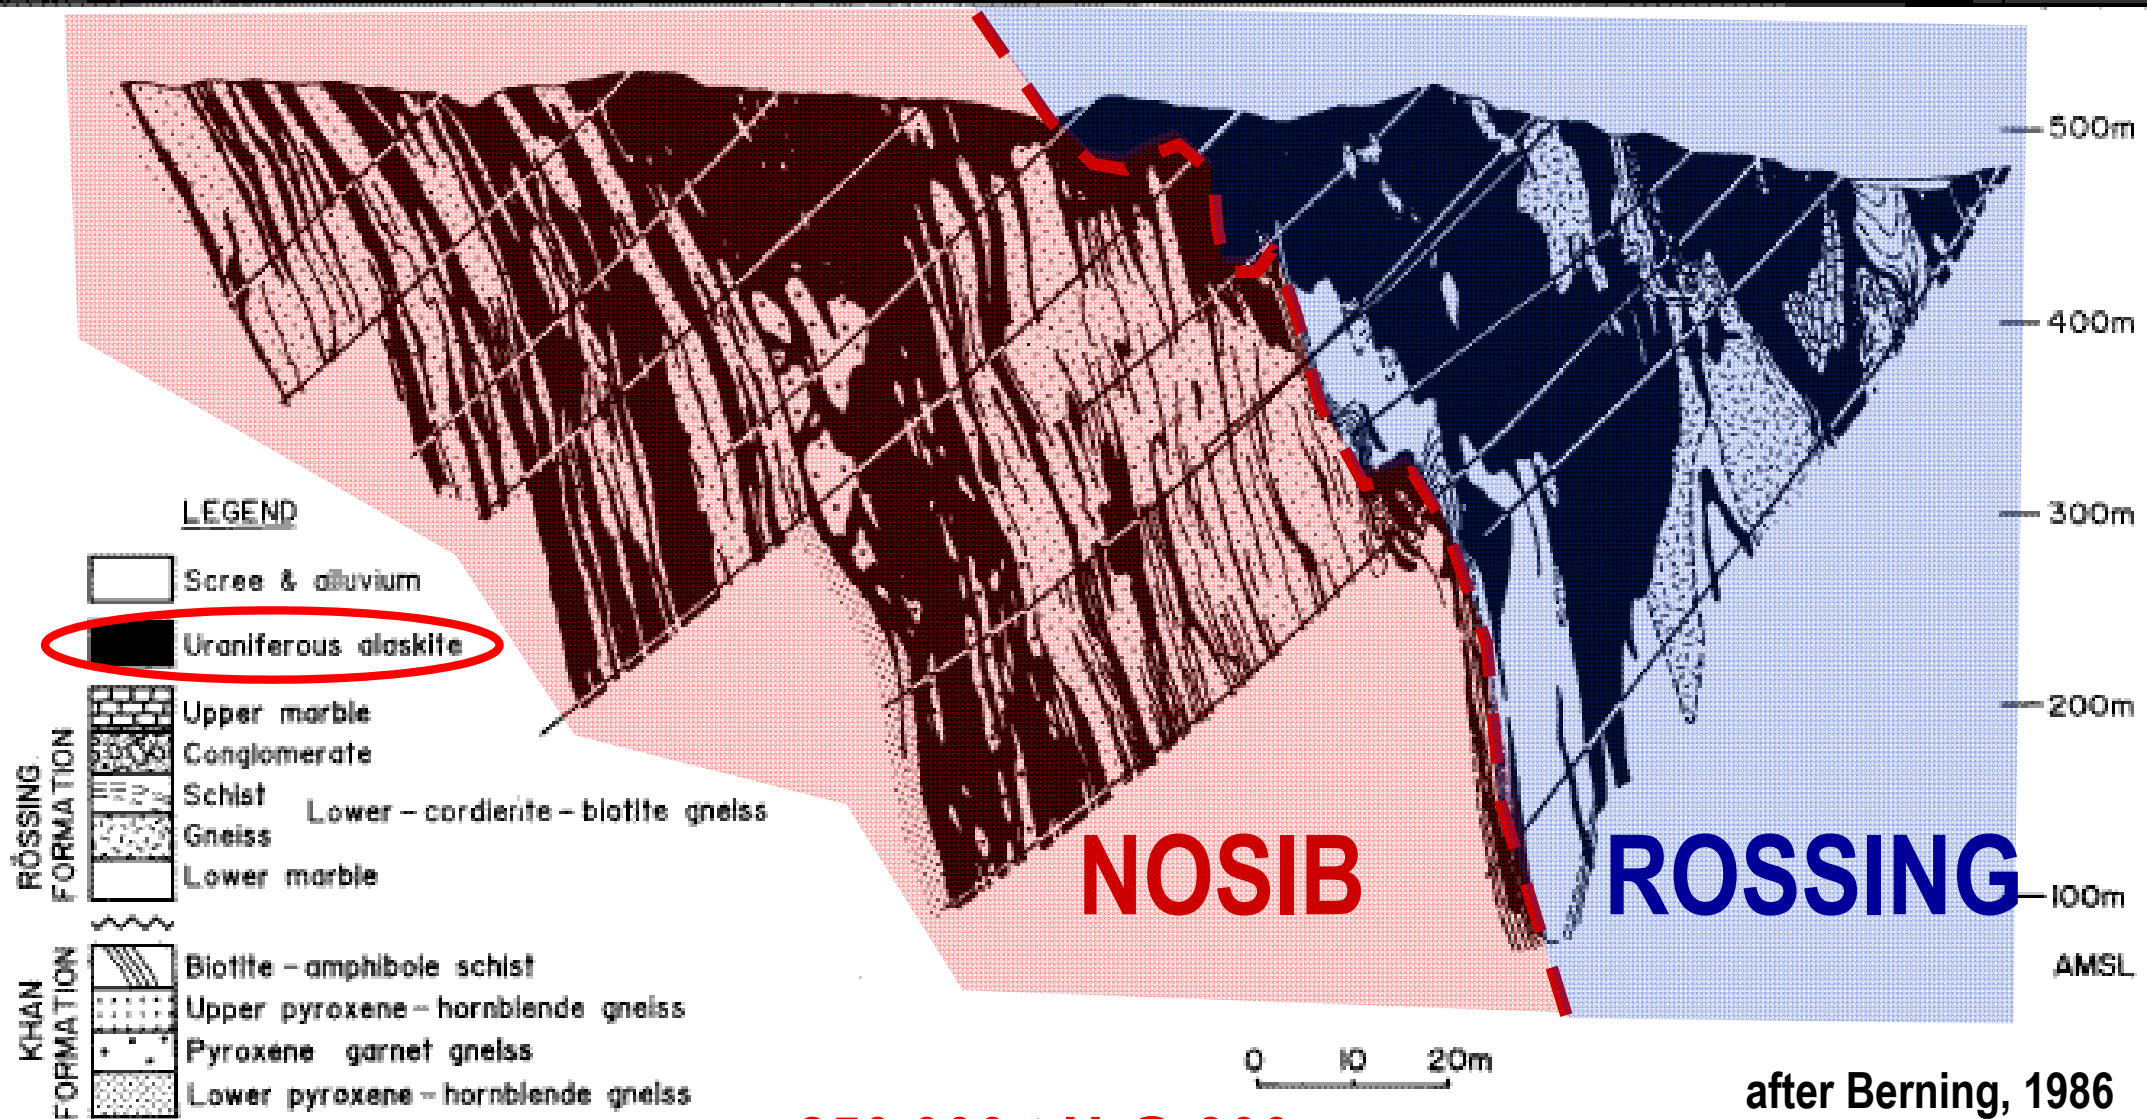 500m
400m
300m
200m
100m
AMSL
LEGEND
Scree & alluvium
Uraniferous alaskite
RÖSSING FORMATION
Upper marble
Conglomerate
Schist
Lower-cordierite-biotite gneiss
Gneiss
Lower marble
KHAN FORMATION
Biotite-amphibole schist
Upper pyroxene-hornblende gneiss
Pyroxene garnet gneiss
Lower pyroxene-hornblende gneiss
NOSIB
ROSSING
0 10 20m
after Berning, 1986